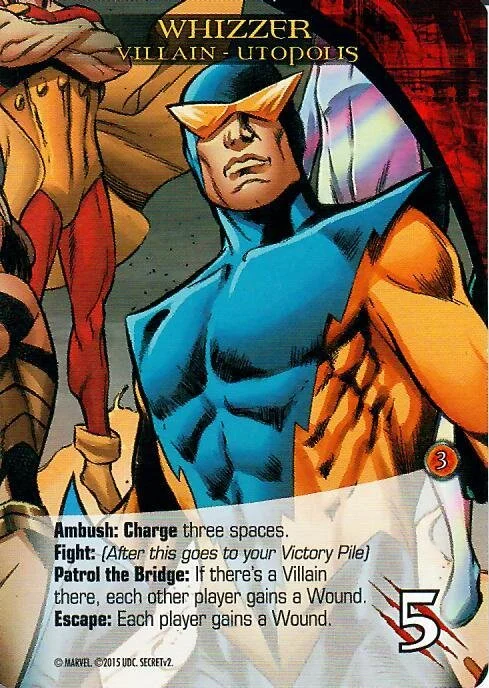 WHIZZER
VILLAIN - UTOPOLIS
3
Ambush: Charge three spaces.
Fight: (After this goes to your Victory Pile)
Patrol the Bridge: If there's a Villain
there, each other player gains a Wound.
Escape: Each player gains a Wound.
5
© MARVEL. ©2015 UDC. SECRETv2.